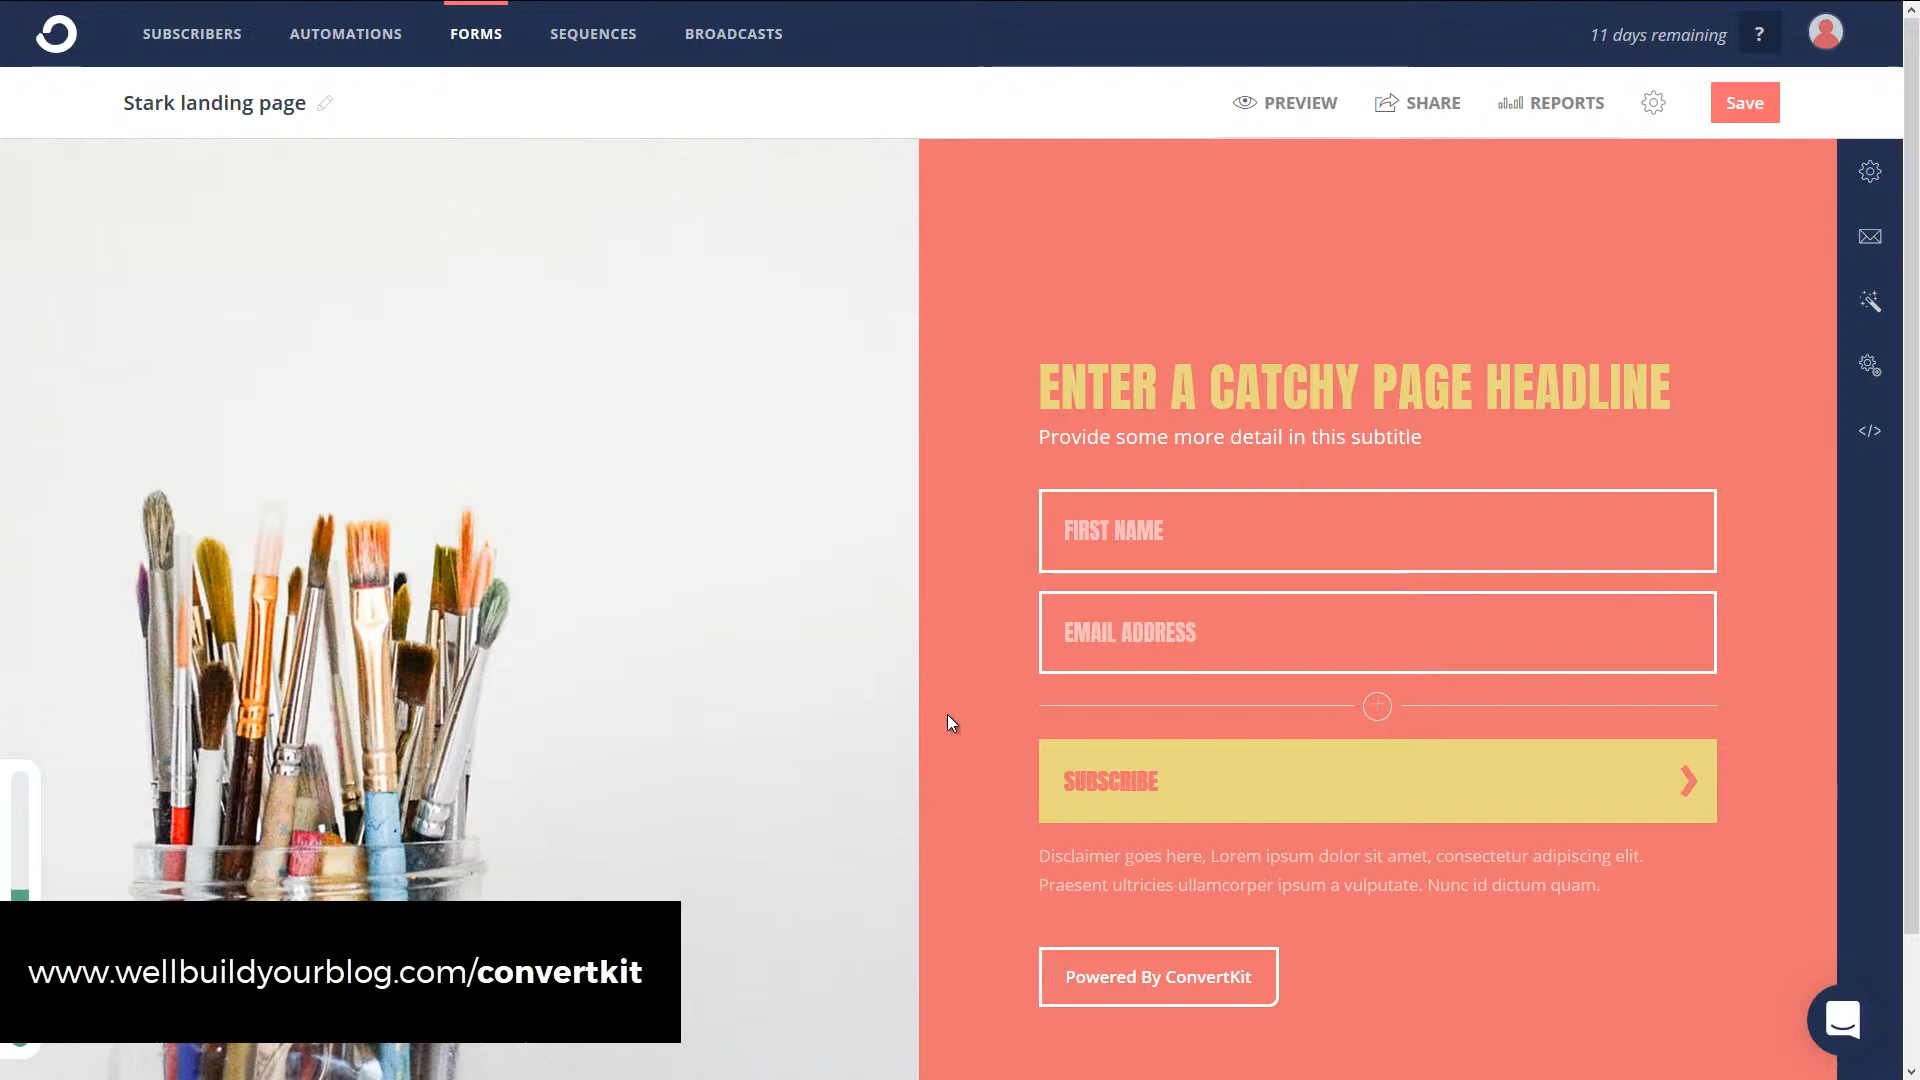 SUBSCRIBERS AUTOMATIONS FORMS SEQUENCES BROADCASTS 11 days remaining ?
Stark landing page PREVIEW SHARE REPORTS Save
ENTER A CATCHY PAGE HEADLINE
Provide some more detail in this subtitle
FIRST NAME
EMAIL ADDRESS
SUBSCRIBE
Disclaimer goes here, Lorem ipsum dolor sit amet, consectetur adipiscing elit.
Praesent ultricies ullamcorper ipsum a vulputate. Nunc id dictum quam.
Powered By ConvertKit
www.wellbuildyourblog.com/convertkit